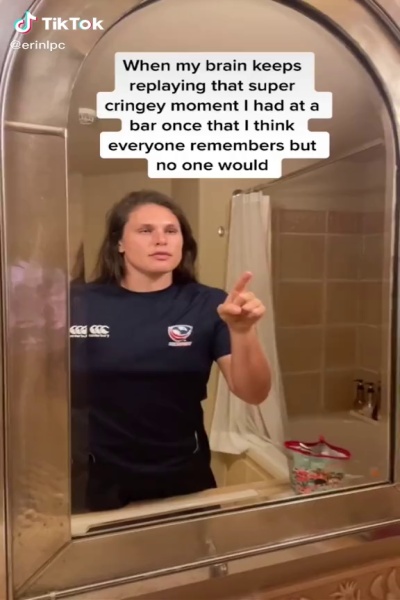 TikTok
@erinlpc
When my brain keeps
replaying that super
cringey moment I had at a
bar once that I think
everyone remembers but
no one would